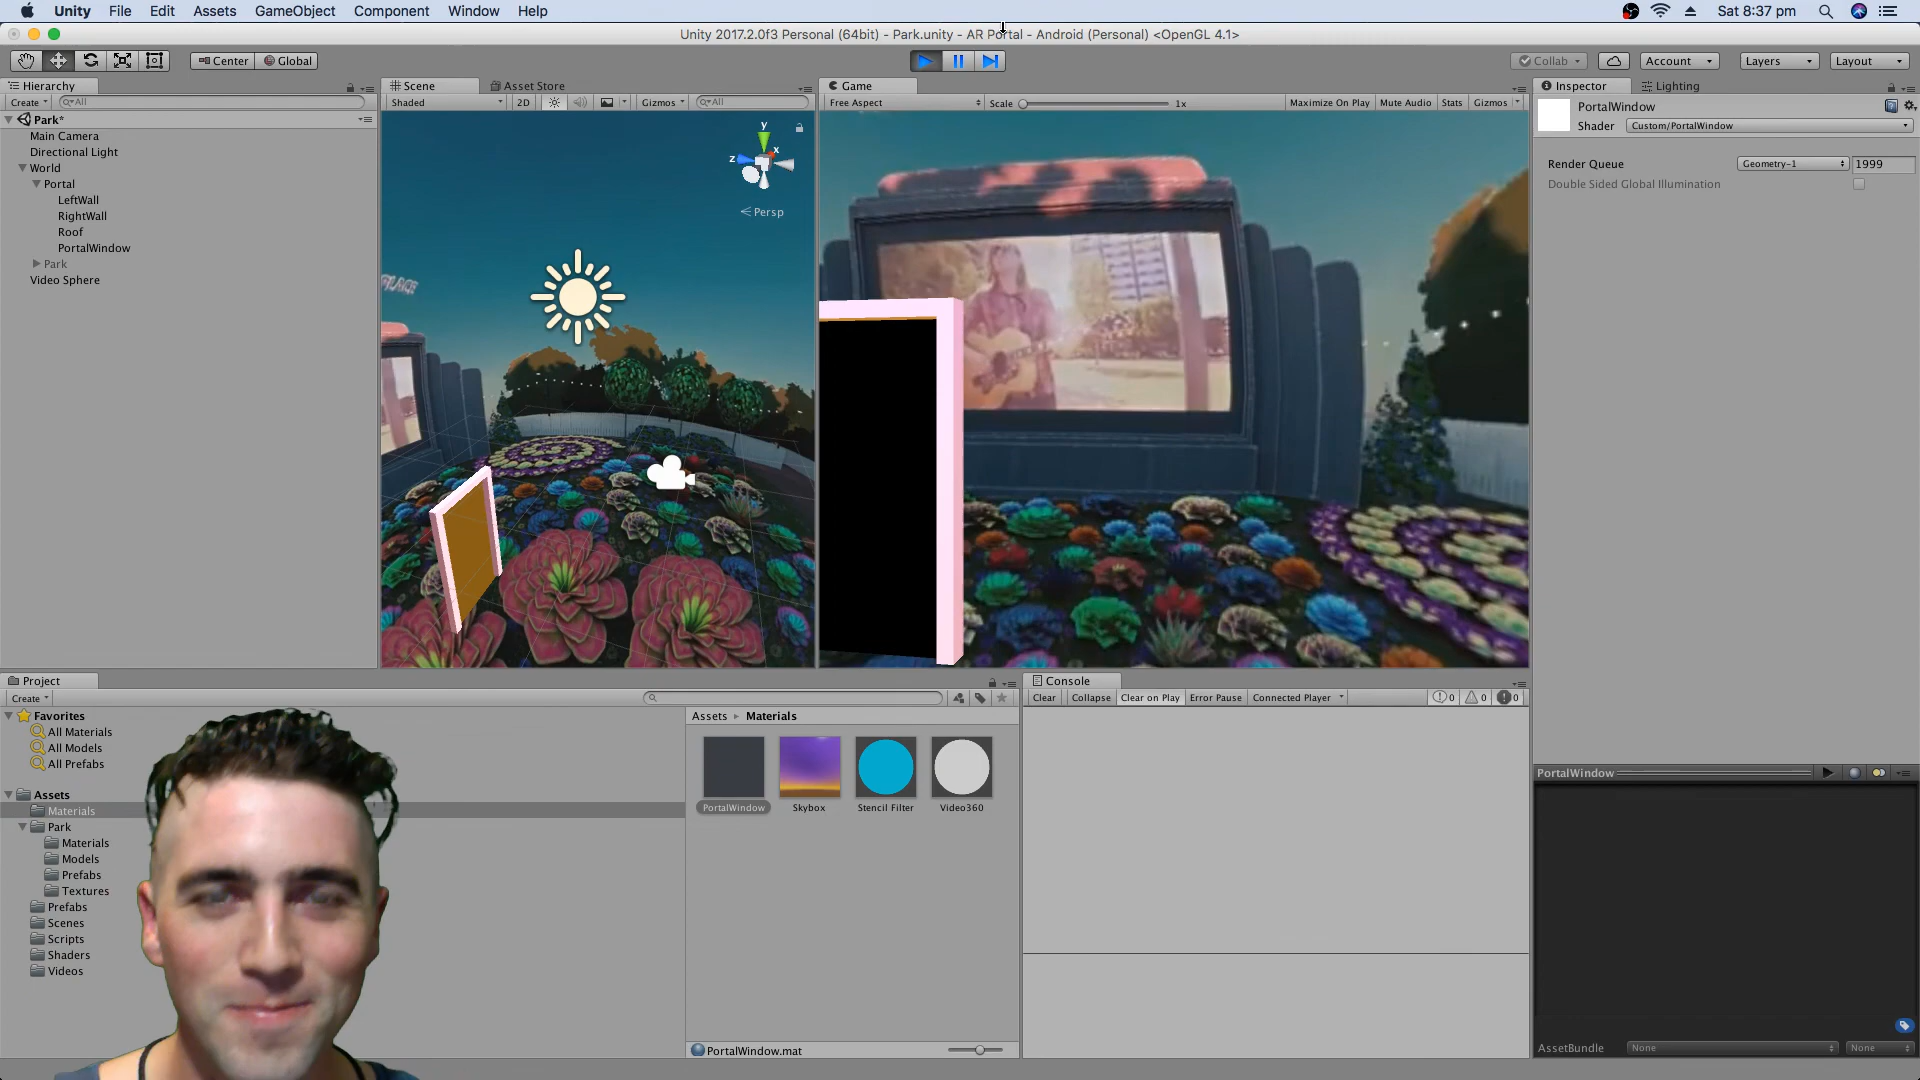 Unity File Edit Assets GameObject Component Window Help Sat 8:37 pm
Unity 2017.2.0f3 Personal (64bit) - Park.unity - AR Portal - Android (Personal) <OpenGL 4.1>
Center Global Collab Account Layers Layout
Hierarchy
Create All
Park*
Main Camera
Directional Light
World
Portal
LeftWall
RightWall
Roof
PortalWindow
Park
Video Sphere
Scene Asset Store
Shaded 2D Gizmos All
y
x
z
Persp
Game
Free Aspect Scale 1x Maximize On Play Mute Audio Stats Gizmos
Inspector Lighting
PortalWindow
Shader Custom/PortalWindow
Render Queue Geometry-1 1999
Double Sided Global Illumination
Project
Create
Favorites
All Materials
All Models
All Prefabs
Assets
Materials
Park
Materials
Models
Prefabs
Textures
Prefabs
Scenes
Scripts
Shaders
Videos
Assets Materials
PortalWindow Skybox Stencil Filter Video360
PortalWindow.mat
Console
Clear Collapse Clear on Play Error Pause Connected Player 0 0 0
PortalWindow
AssetBundle None None